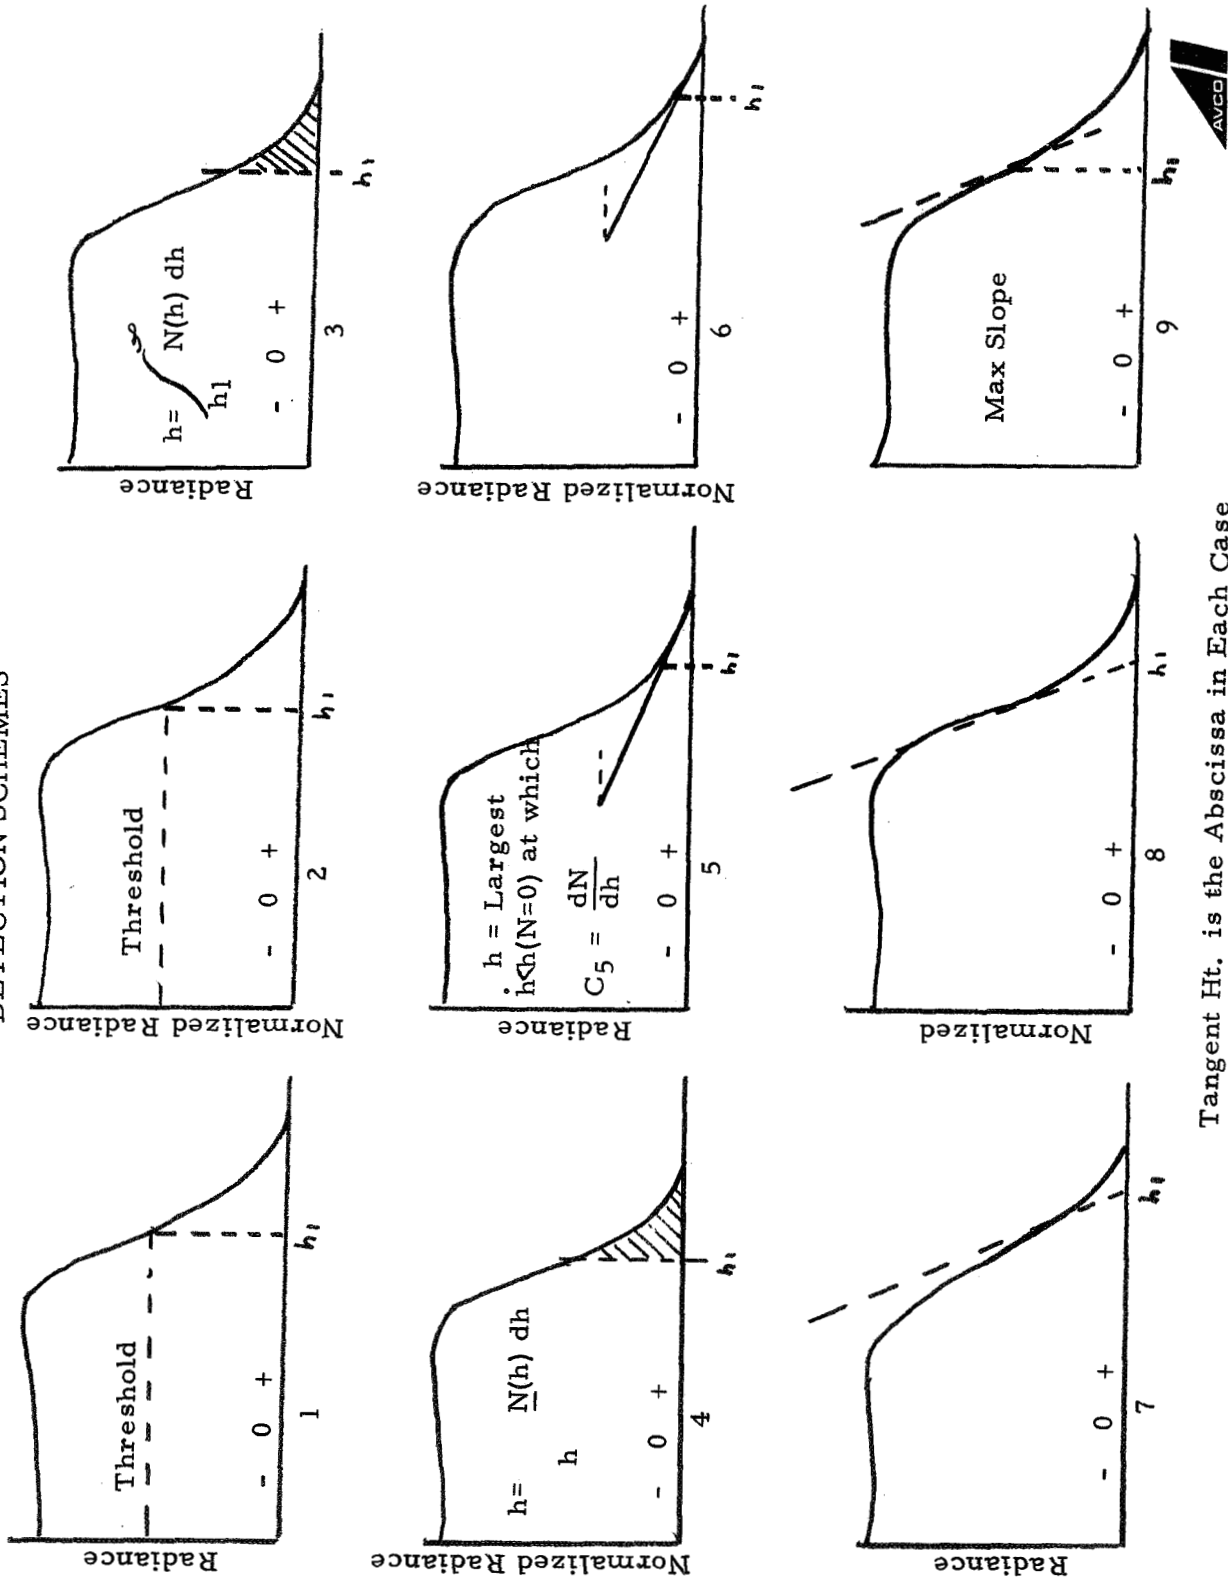 DETECTION SCHEMES
Radiance
Threshold
- 0 +
1
h1
Normalized Radiance
Threshold
- 0 +
2
h1
Radiance
h= ∫ N(h) dh
∞
h1
- 0 +
3
h1
Normalized Radiance
h= N(h) dh
h
- 0 +
4
h1
Radiance
h = Largest
h<h(N=0) at which
C5 = dN
dh
- 0 +
5
h1
Normalized Radiance
- 0 +
6
h1
Radiance
- 0 +
7
h1
Normalized
- 0 +
8
h1
Max Slope
- 0 +
9
h1
Tangent Ht. is the Abscissa in Each Case
AVCO